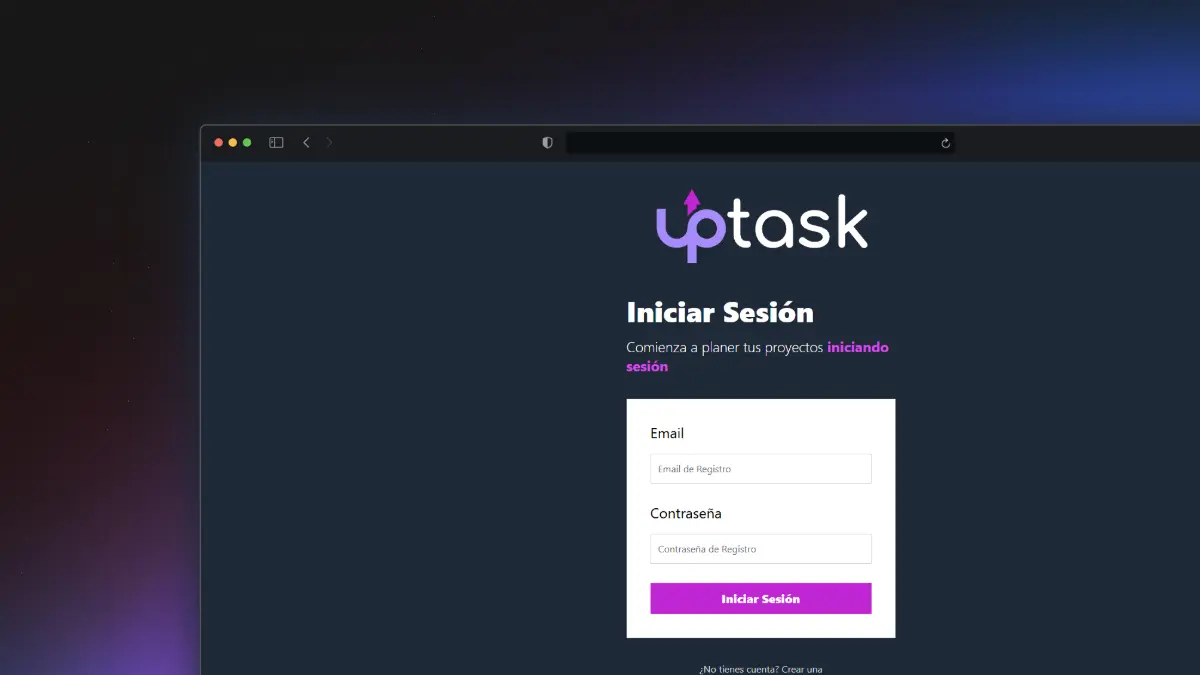 uptask
Iniciar Sesión
Comienza a planer tus proyectos iniciando
sesión
Email
Email de Registro
Contraseña
Contraseña de Registro
Iniciar Sesión
¿No tienes cuenta? Crear una